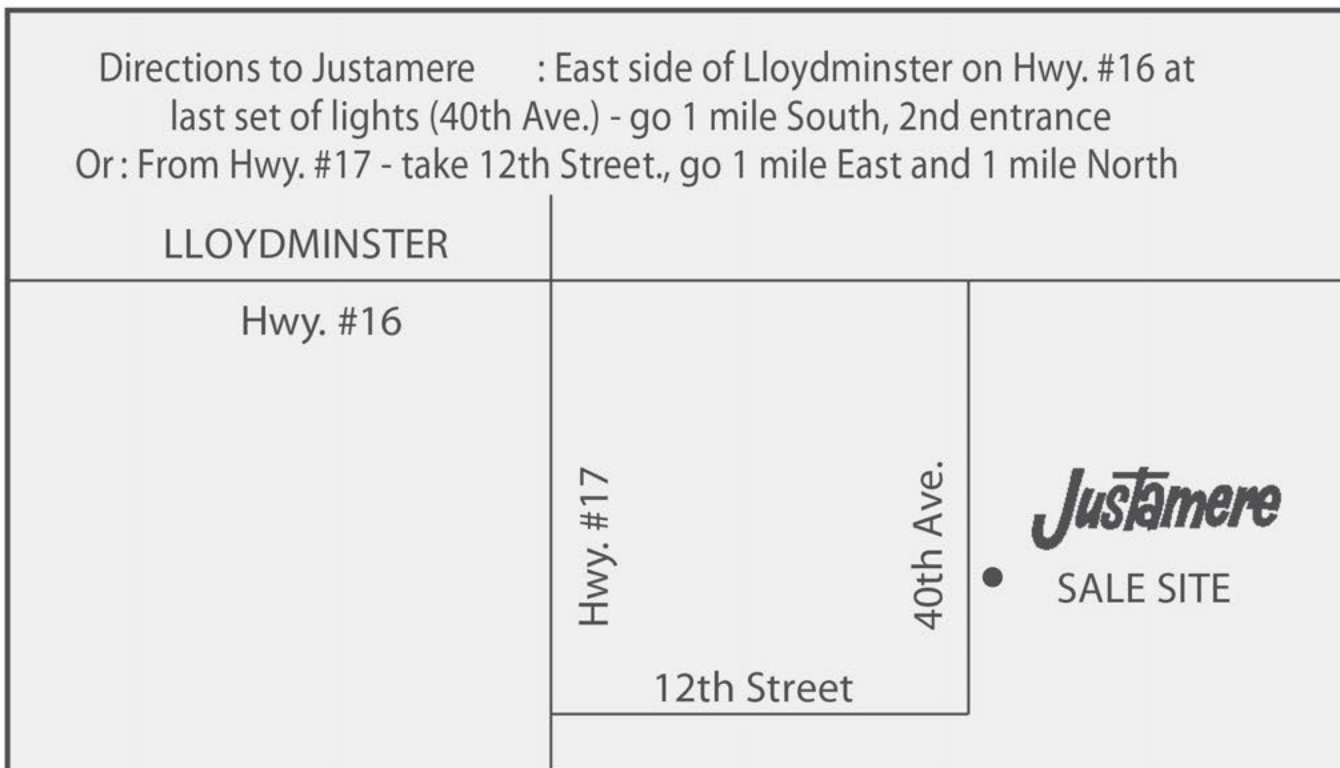 Directions to Justamere : East side of Lloydminster on Hwy. #16 at
last set of lights (40th Ave.) - go 1 mile South, 2nd entrance
Or: From Hwy. #17 - take 12th Street., go 1 mile East and 1 mile North
LLOYDMINSTER
Hwy. #16
Hwy. #17
40th Ave.
Justamere
SALE SITE
12th Street